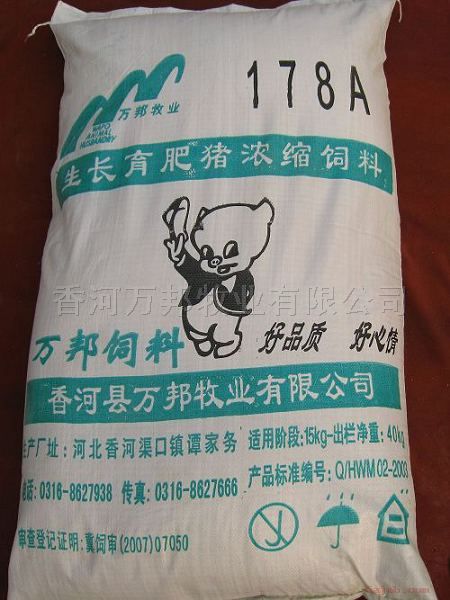 178A
万邦牧业
WAFQ
ANIMAL
HUSBANDRY
生长育肥猪浓缩饲料
香河万邦牧业有限公司
万邦饲料 好品质 好心情
香河县万邦牧业有限公司
生产厂址：河北香河渠口镇谭家务 适用阶段：15kg-出栏净重：40kg
电话：0316-8627938 传真：0316-8627666 产品标准编号：Q/HWM 02-2003
审查登记证明：冀饲审(2007)07050